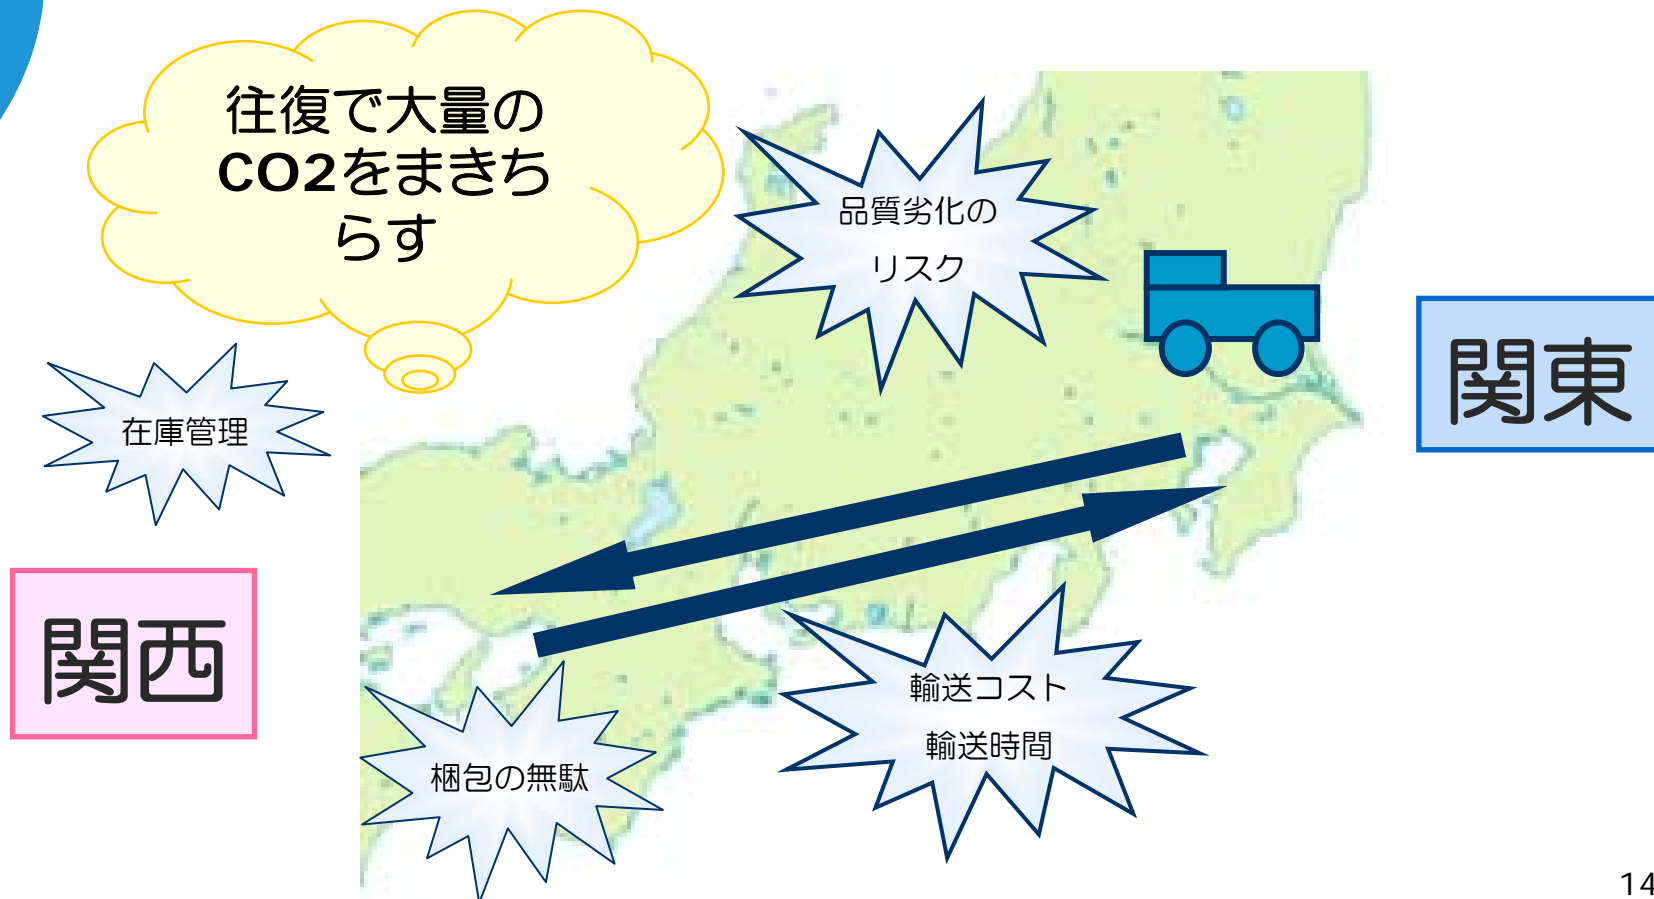 往復で大量の
CO2をまきち
らす
品質劣化の
リスク
関東
在庫管理
関西
輸送コスト
輸送時間
梱包の無駄
14